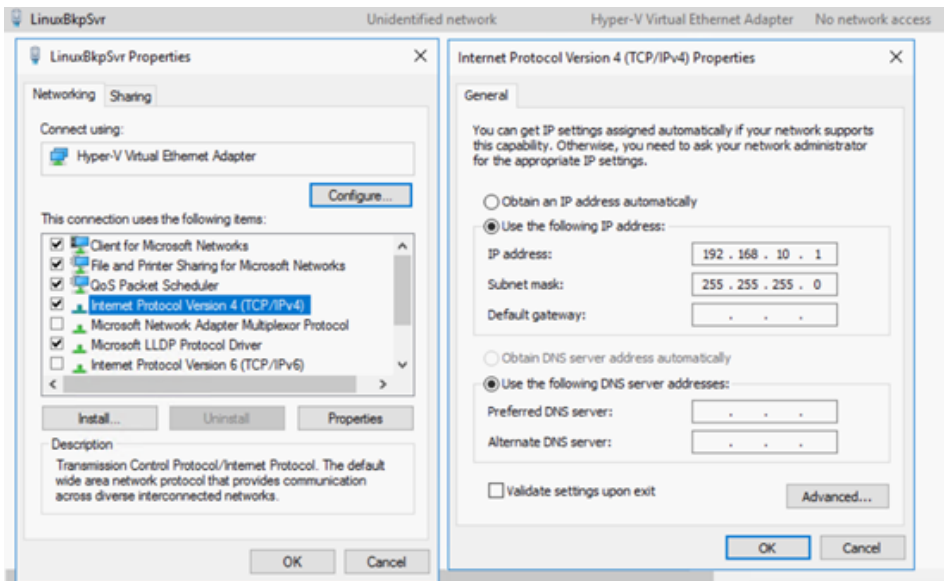 LinuxBkpSvr Unidentified network Hyper-V Virtual Ethernet Adapter No network access
LinuxBkpSvr Properties
Networking Sharing
Connect using:
Hyper-V Virtual Ethernet Adapter
Configure...
This connection uses the following items:
Client for Microsoft Networks
File and Printer Sharing for Microsoft Networks
QoS Packet Scheduler
Internet Protocol Version 4 (TCP/IPv4)
Microsoft Network Adapter Multiplexor Protocol
Microsoft LLDP Protocol Driver
Internet Protocol Version 6 (TCP/IPv6)
Install... Uninstall Properties
Description
Transmission Control Protocol/Internet Protocol. The default
wide area network protocol that provides communication
across diverse interconnected networks.
OK Cancel
Internet Protocol Version 4 (TCP/IPv4) Properties
General
You can get IP settings assigned automatically if your network supports
this capability. Otherwise, you need to ask your network administrator
for the appropriate IP settings.
Obtain an IP address automatically
Use the following IP address:
IP address: 192 . 168 . 10 . 1
Subnet mask: 255 . 255 . 255 . 0
Default gateway: . . .
Obtain DNS server address automatically
Use the following DNS server addresses:
Preferred DNS server: . . .
Alternate DNS server: . . .
Validate settings upon exit
Advanced...
OK Cancel